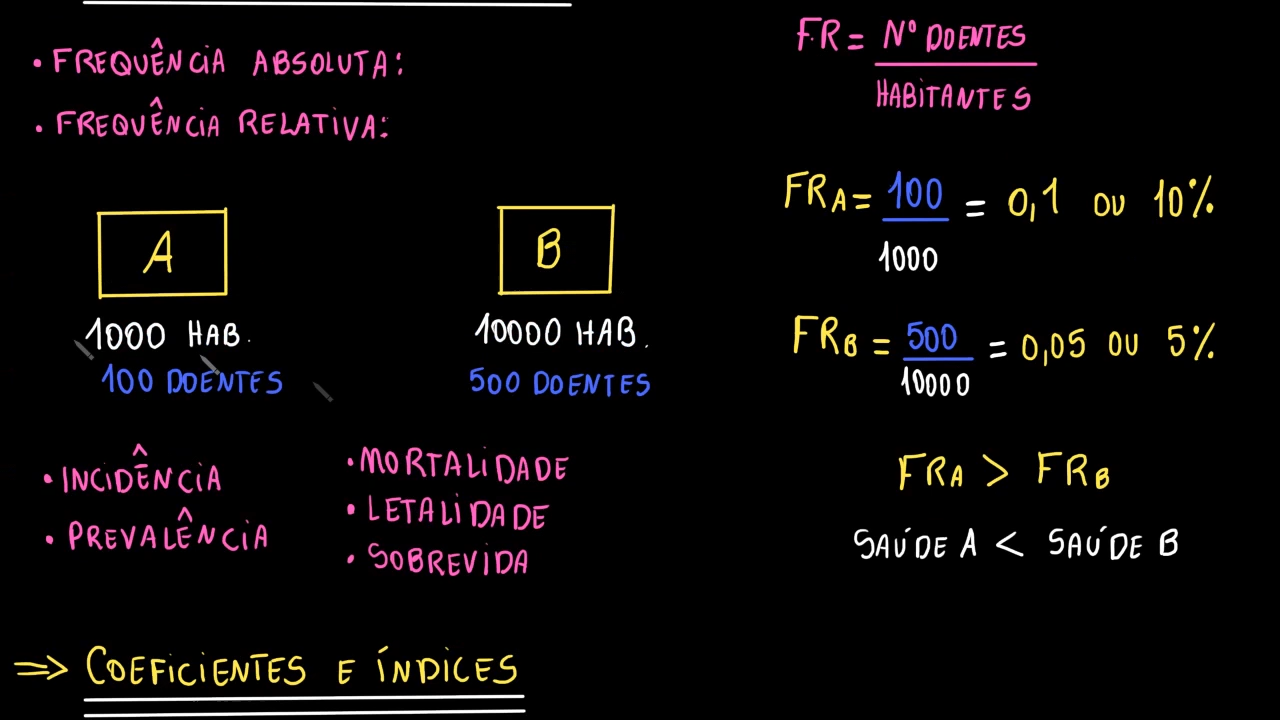 • FREQUÊNCIA ABSOLUTA:
• FREQUÊNCIA RELATIVA:
A
1000 HAB.
100 DOENTES
B
10000 HAB.
500 DOENTES
• INCIDÊNCIA
• PREVALÊNCIA
• MORTALIDADE
• LETALIDADE
• SOBREVIDA
⇒ COEFICIENTES E ÍNDICES
FR = Nº DOENTES
HABITANTES
FRA = 100 = 0,1 OU 10%
1000
FRB = 500 = 0,05 OU 5%
10000
FRA > FRB
SAÚDE A < SAÚDE B